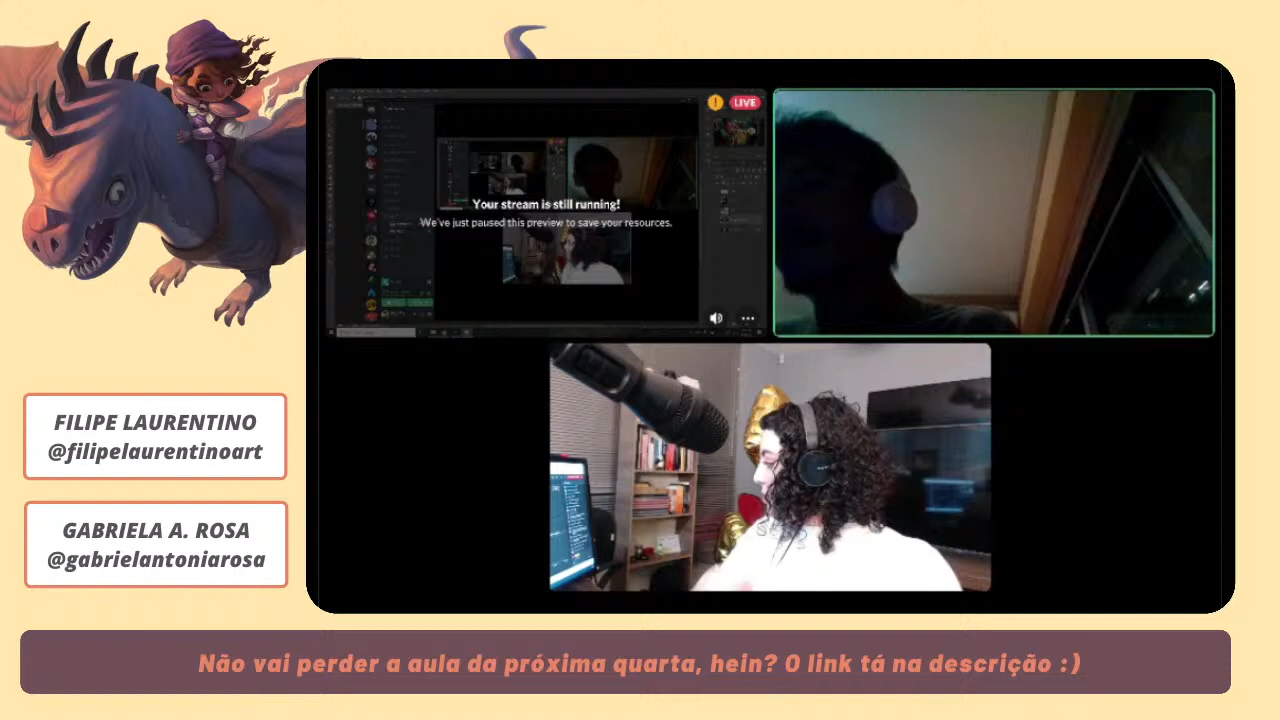 LIVE
Your stream is still running!
We've just paused this preview to save your resources.
FILIPE LAURENTINO
@filipelaurentinoart
GABRIELA A. ROSA
@gabrielantoniarosa
Não vai perder a aula da próxima quarta, hein? O link tá na descrição :)